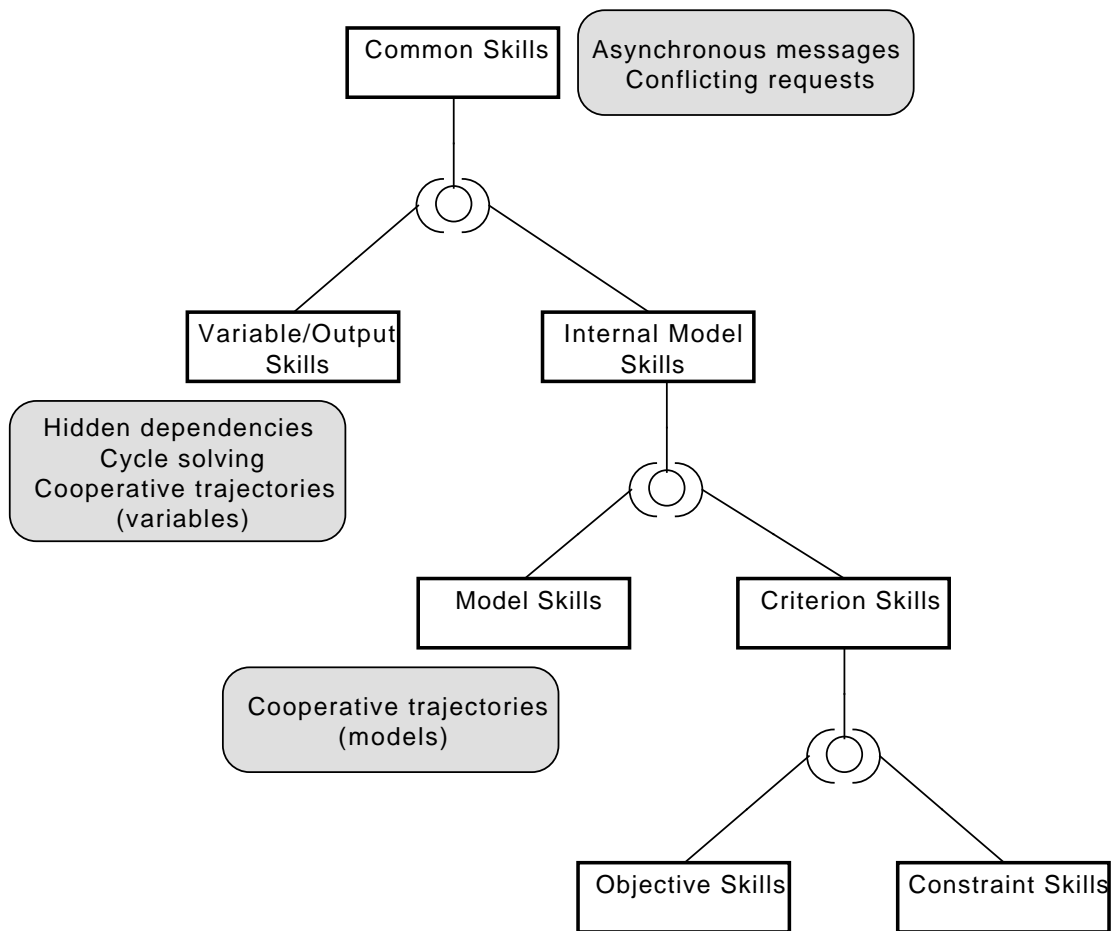 Common Skills
Asynchronous messages
Conflicting requests
Variable/Output
Skills
Internal Model
Skills
Hidden dependencies
Cycle solving
Cooperative trajectories
(variables)
Model Skills
Criterion Skills
Cooperative trajectories
(models)
Objective Skills
Constraint Skills